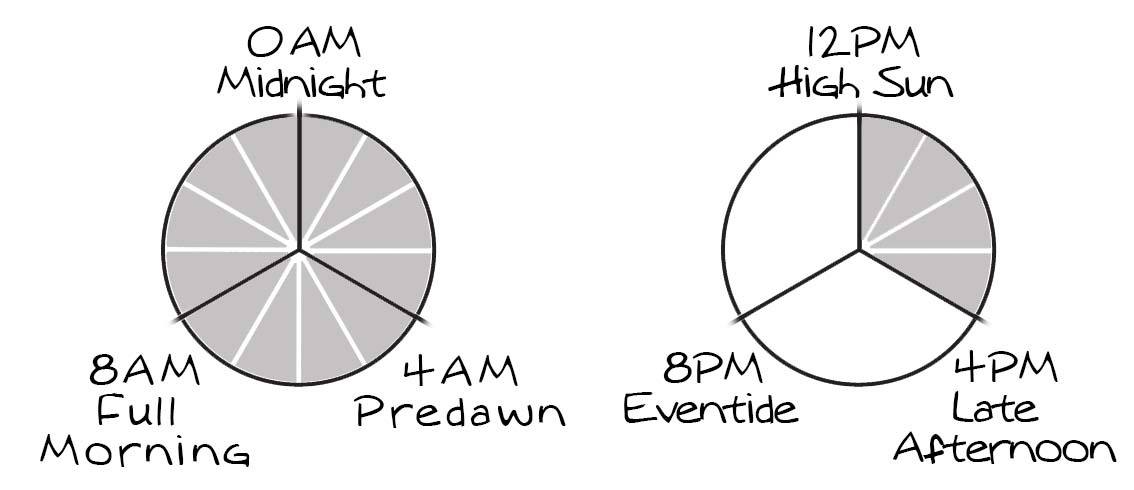 0AM
Midnight
12PM
High Sun
8AM
Full
Morning
4AM
Predawn
8PM
Eventide
4PM
Late
Afternoon